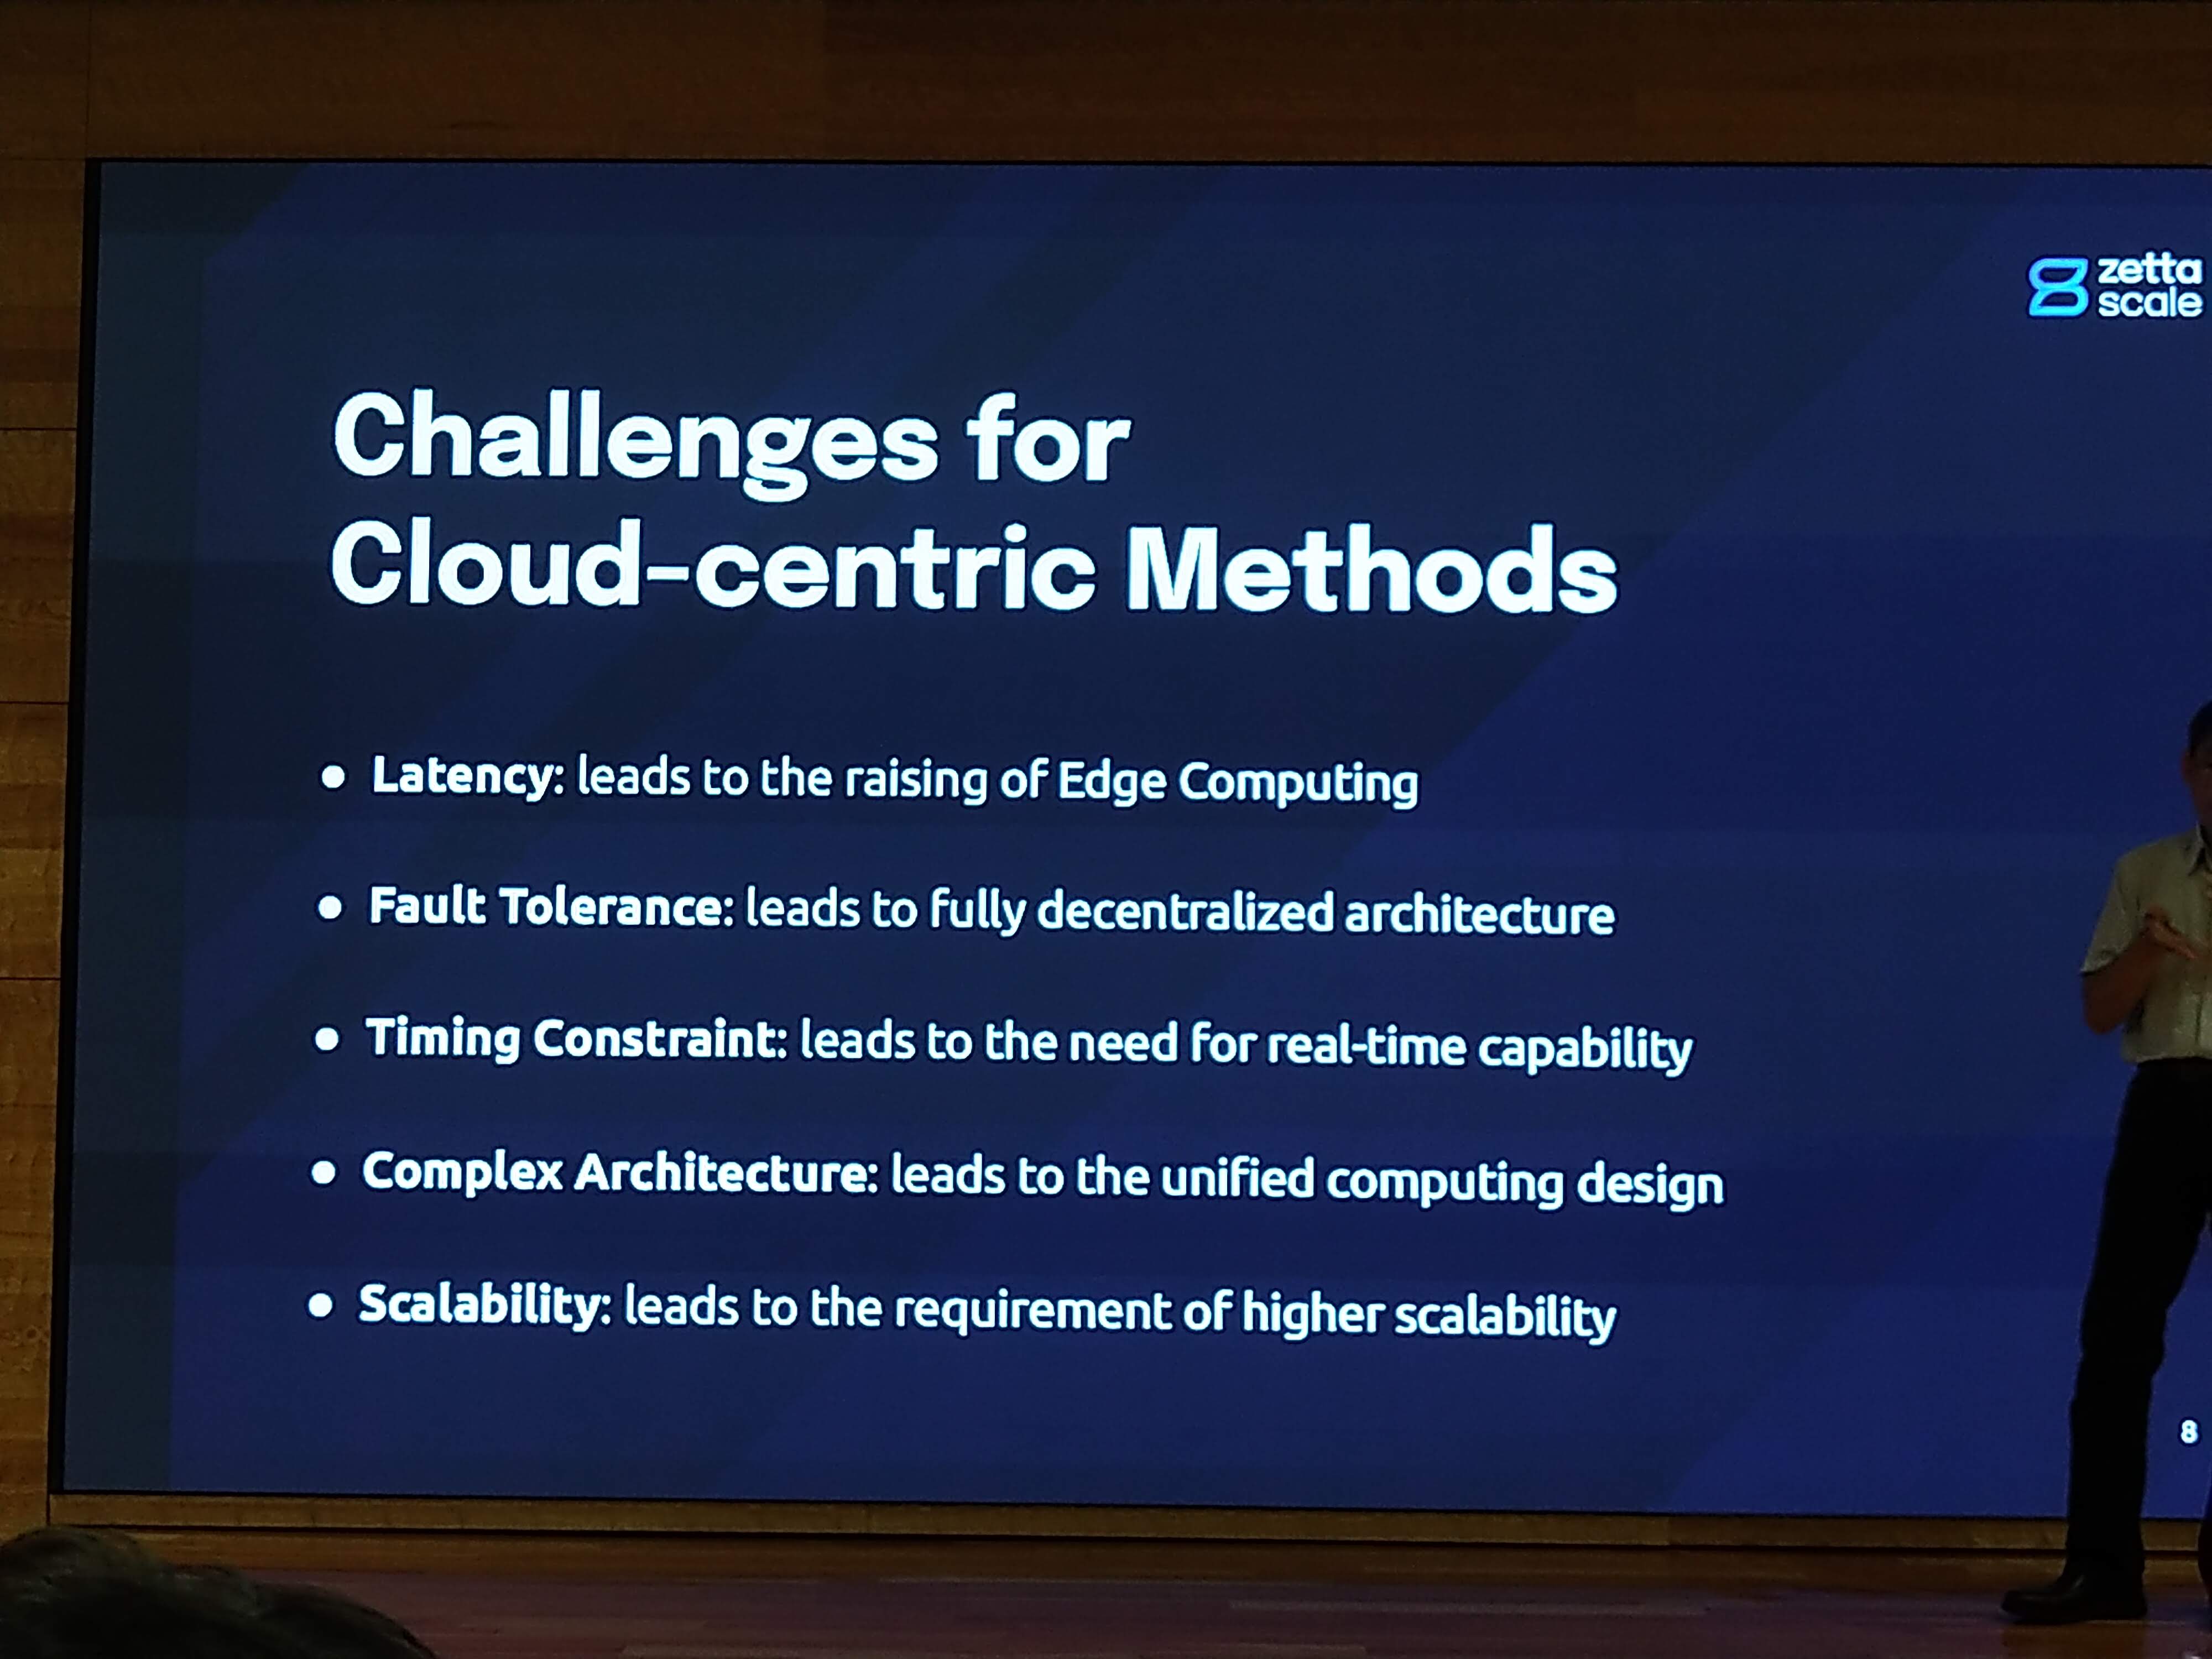 zetta
scale
Challenges for
Cloud-centric Methods
● Latency: leads to the raising of Edge Computing
● Fault Tolerance: leads to fully decentralized architecture
● Timing Constraint: leads to the need for real-time capability
● Complex Architecture: leads to the unified computing design
● Scalability: leads to the requirement of higher scalability
8